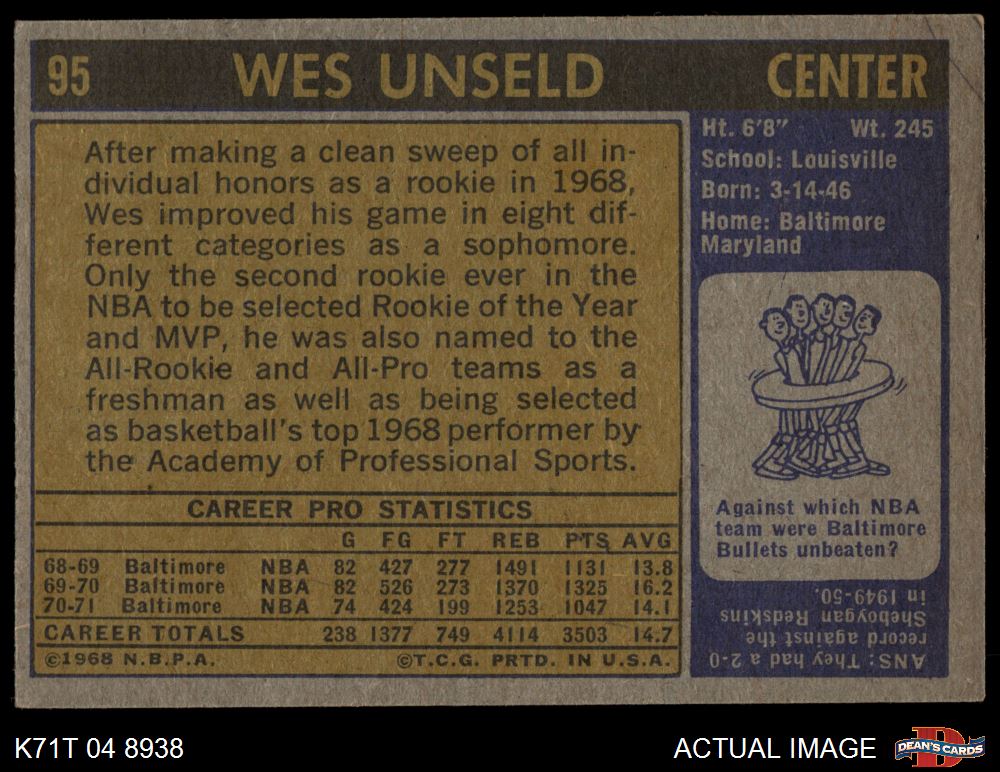 95 WES UNSELD CENTER
After making a clean sweep of all in-
dividual honors as a rookie in 1968,
Wes improved his game in eight dif-
ferent categories as a sophomore.
Only the second rookie ever in the
NBA to be selected Rookie of the Year
and MVP, he was also named to the
All-Rookie and All-Pro teams as a
freshman as well as being selected
as basketball's top 1968 performer by
the Academy of Professional Sports.
CAREER PRO STATISTICS
G FG FT REB PTS AVG
68-69 Baltimore NBA 82 427 277 1491 1131 13.8
69-70 Baltimore NBA 82 526 273 1370 1325 16.2
70-71 Baltimore NBA 74 424 199 1253 1047 14.1
CAREER TOTALS 238 1377 749 4114 3503 14.7
©1968 N.B.P.A. ©T.C.G. PRTD. IN U.S.A.
Ht. 6'8" Wt. 245
School: Louisville
Born: 3-14-46
Home: Baltimore
Maryland
Against which NBA
team were Baltimore
Bullets unbeaten?
ANS: They had a 2-0
record against the
Sheboygan Redskins
in 1949-50.
K71T 04 8938 ACTUAL IMAGE DEAN'S CARDS